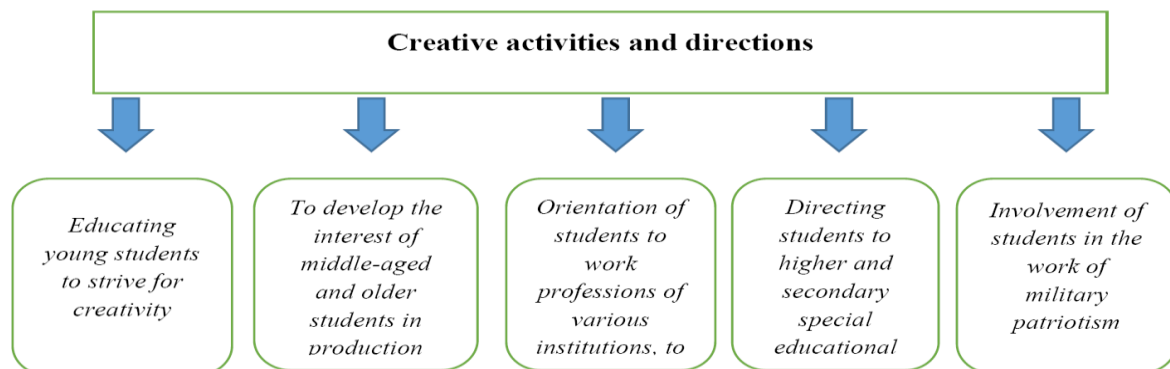 Creative activities and directions
Educating
young students
to strive for
creativity
To develop the
interest of
middle-aged
and older
students in
production
Orientation of
students to
work
professions of
various
institutions, to
Directing
students to
higher and
secondary
special
educational
Involvement of
students in the
work of
military
patriotism